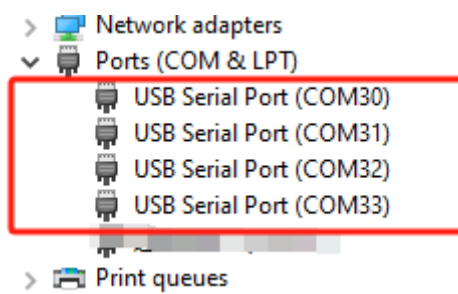 Network adapters
Ports (COM & LPT)
USB Serial Port (COM30)
USB Serial Port (COM31)
USB Serial Port (COM32)
USB Serial Port (COM33)
Print queues